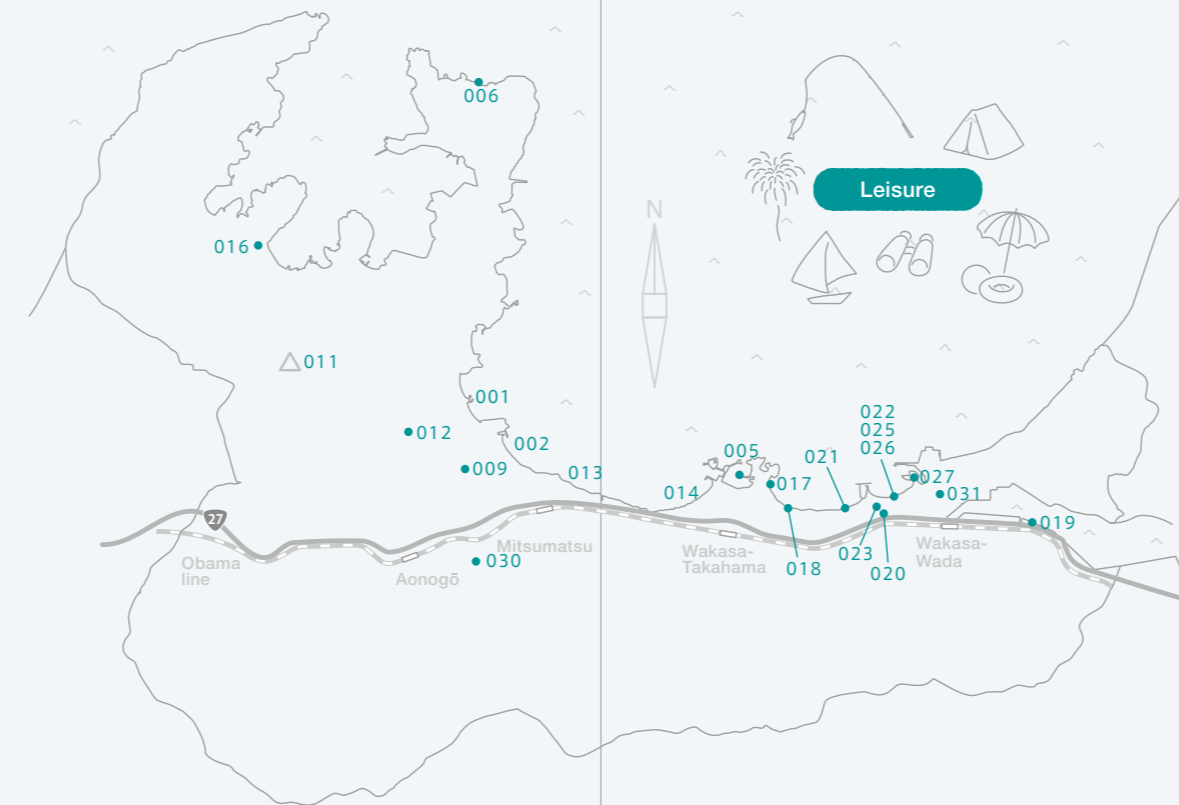 006
Leisure
N
016
011
001
012
002
009
013
014
005
017
021
022
025
026
027
031
019
27
Obama
line
Aonogō
Mitsumatsu
030
Wakasa-
Takahama
018
023
020
Wakasa-
Wada